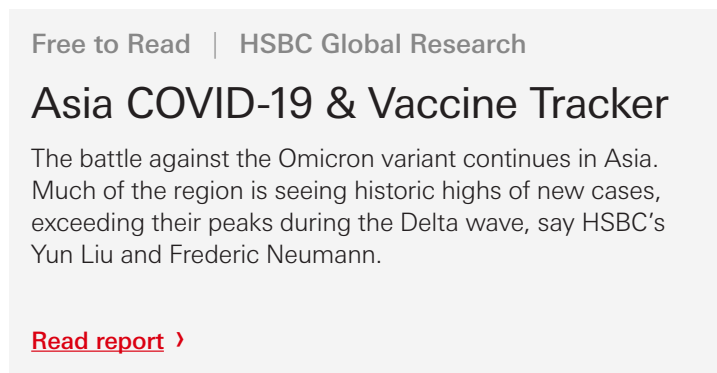 Free to Read | HSBC Global Research
Asia COVID-19 & Vaccine Tracker
The battle against the Omicron variant continues in Asia.
Much of the region is seeing historic highs of new cases,
exceeding their peaks during the Delta wave, say HSBC’s
Yun Liu and Frederic Neumann.
Read report ›